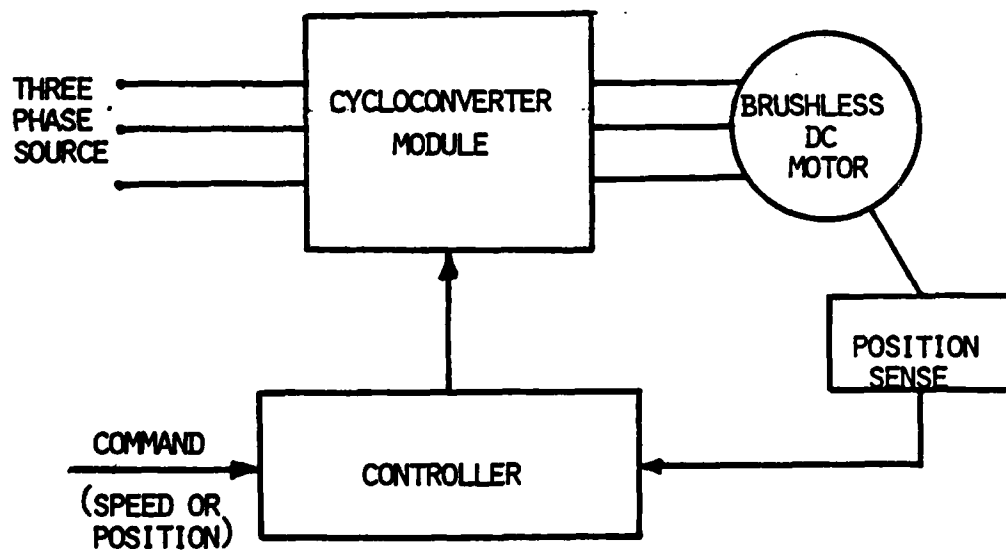 THREE
PHASE
SOURCE
CYCLOCONVERTER
MODULE
BRUSHLESS
DC
MOTOR
POSITION
SENSE
COMMAND
(SPEED OR
POSITION)
CONTROLLER